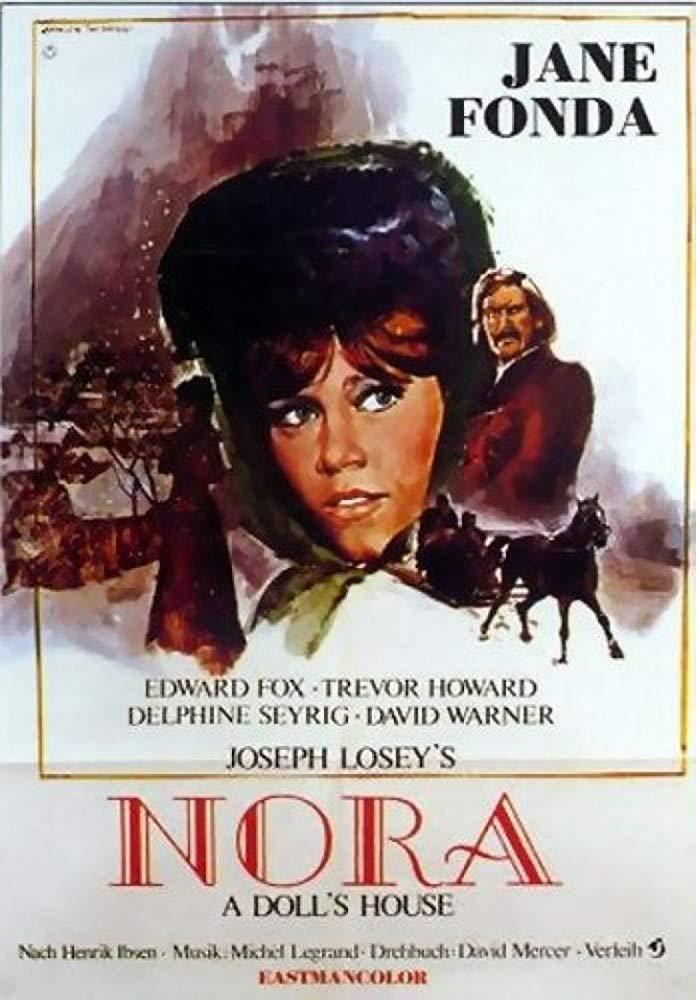 JANE
FONDA
EDWARD FOX · TREVOR HOWARD
DELPHINE SEYRIG · DAVID WARNER
JOSEPH LOSEY'S
NORA
A DOLL'S HOUSE
Nach Henrik Ibsen · Musik: Michel Legrand · Drehbuch: David Mercer · Verleih
EASTMANCOLOR